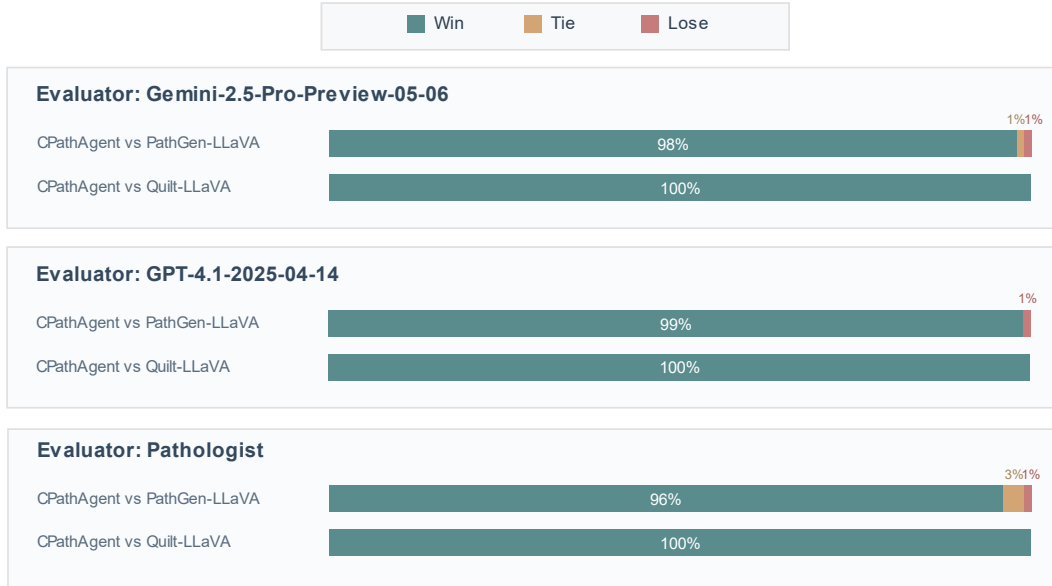 Win Tie Lose
Evaluator: Gemini-2.5-Pro-Preview-05-06
1% 1%
CPathAgent vs PathGen-LLaVA 98%
CPathAgent vs Quilt-LLaVA 100%
Evaluator: GPT-4.1-2025-04-14
1%
CPathAgent vs PathGen-LLaVA 99%
CPathAgent vs Quilt-LLaVA 100%
Evaluator: Pathologist
3% 1%
CPathAgent vs PathGen-LLaVA 96%
CPathAgent vs Quilt-LLaVA 100%